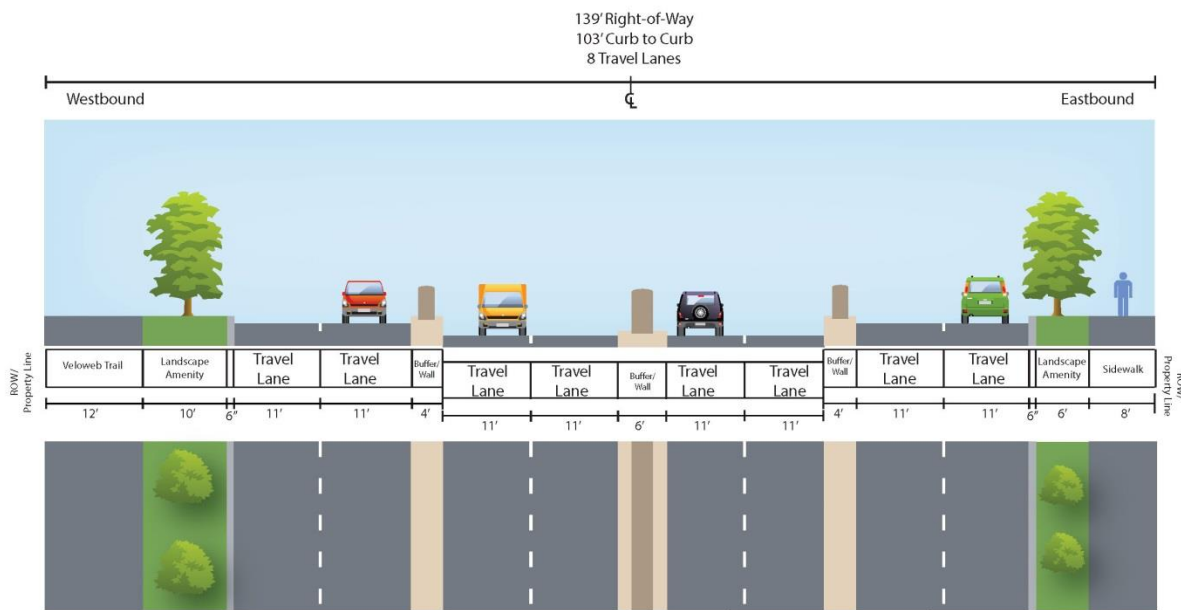 139' Right-of-Way
103' Curb to Curb
8 Travel Lanes
Westbound
℄
Eastbound
ROW/
Property Line
Veloweb Trail
Landscape
Amenity
Travel
Lane
Travel
Lane
Buffer/
Wall
Travel
Lane
Travel
Lane
Buffer/
Wall
Travel
Lane
Travel
Lane
Buffer/
Wall
Travel
Lane
Travel
Lane
Landscape
Amenity
Sidewalk
ROW/
Property Line
12' 10' 6" 11' 11' 4' 11' 11' 6' 11' 11' 4' 11' 11' 6" 6' 8'